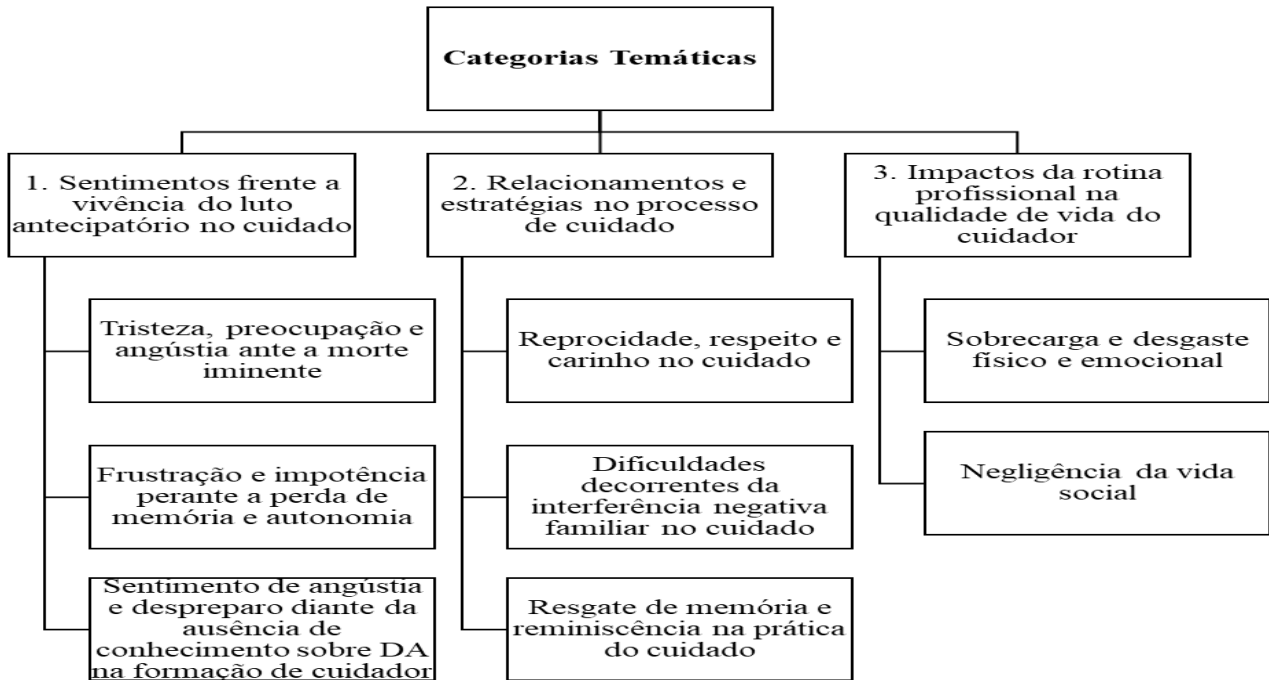 Categorias Temáticas
1. Sentimentos frente a
vivência do luto
antecipatório no cuidado
Tristeza, preocupação e
angústia ante a morte
iminente
Frustração e impotência
perante a perda de
memória e autonomia
Sentimento de angústia
e despreparo diante da
ausência de
conhecimento sobre DA
na formação de cuidador
2. Relacionamentos e
estratégias no processo
de cuidado
Reprocidade, respeito e
carinho no cuidado
Dificuldades
decorrentes da
interferência negativa
familiar no cuidado
Resgate de memória e
reminiscência na prática
do cuidado
3. Impactos da rotina
profissional na
qualidade de vida do
cuidador
Sobrecarga e desgaste
físico e emocional
Negligência da vida
social